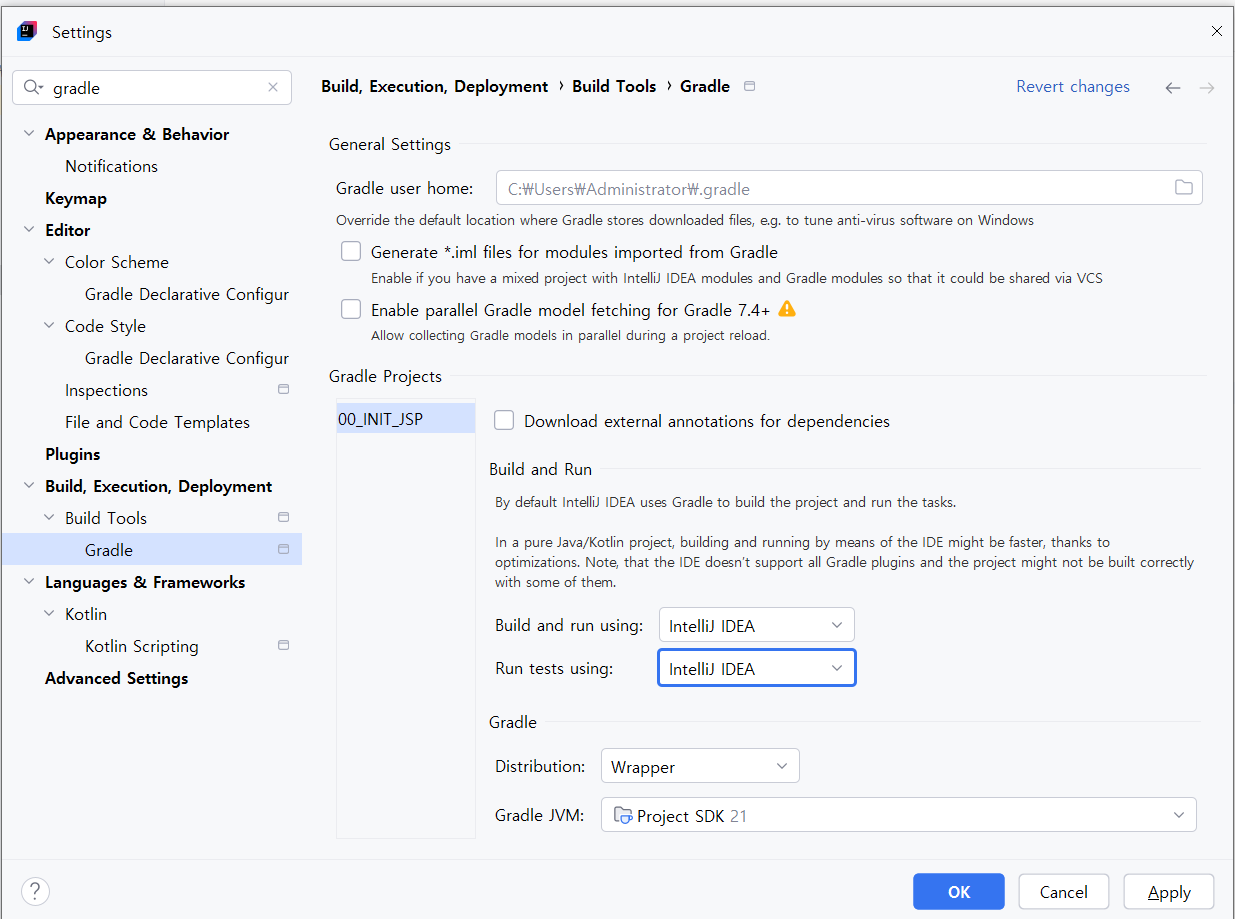 Settings
gradle
Appearance & Behavior
Notifications
Keymap
Editor
Color Scheme
Gradle Declarative Configur
Code Style
Gradle Declarative Configur
Inspections
File and Code Templates
Plugins
Build, Execution, Deployment
Build Tools
Gradle
Languages & Frameworks
Kotlin
Kotlin Scripting
Advanced Settings
Build, Execution, Deployment › Build Tools › Gradle
Revert changes
General Settings
Gradle user home: C:₩Users₩Administrator₩.gradle
Override the default location where Gradle stores downloaded files, e.g. to tune anti-virus software on Windows
Generate *.iml files for modules imported from Gradle
Enable if you have a mixed project with IntelliJ IDEA modules and Gradle modules so that it could be shared via VCS
Enable parallel Gradle model fetching for Gradle 7.4+
Allow collecting Gradle models in parallel during a project reload.
Gradle Projects
00_INIT_JSP
Download external annotations for dependencies
Build and Run
By default IntelliJ IDEA uses Gradle to build the project and run the tasks.
In a pure Java/Kotlin project, building and running by means of the IDE might be faster, thanks to
optimizations. Note, that the IDE doesn't support all Gradle plugins and the project might not be built correctly
with some of them.
Build and run using: IntelliJ IDEA
Run tests using: IntelliJ IDEA
Gradle
Distribution: Wrapper
Gradle JVM: Project SDK 21
?
OK
Cancel
Apply